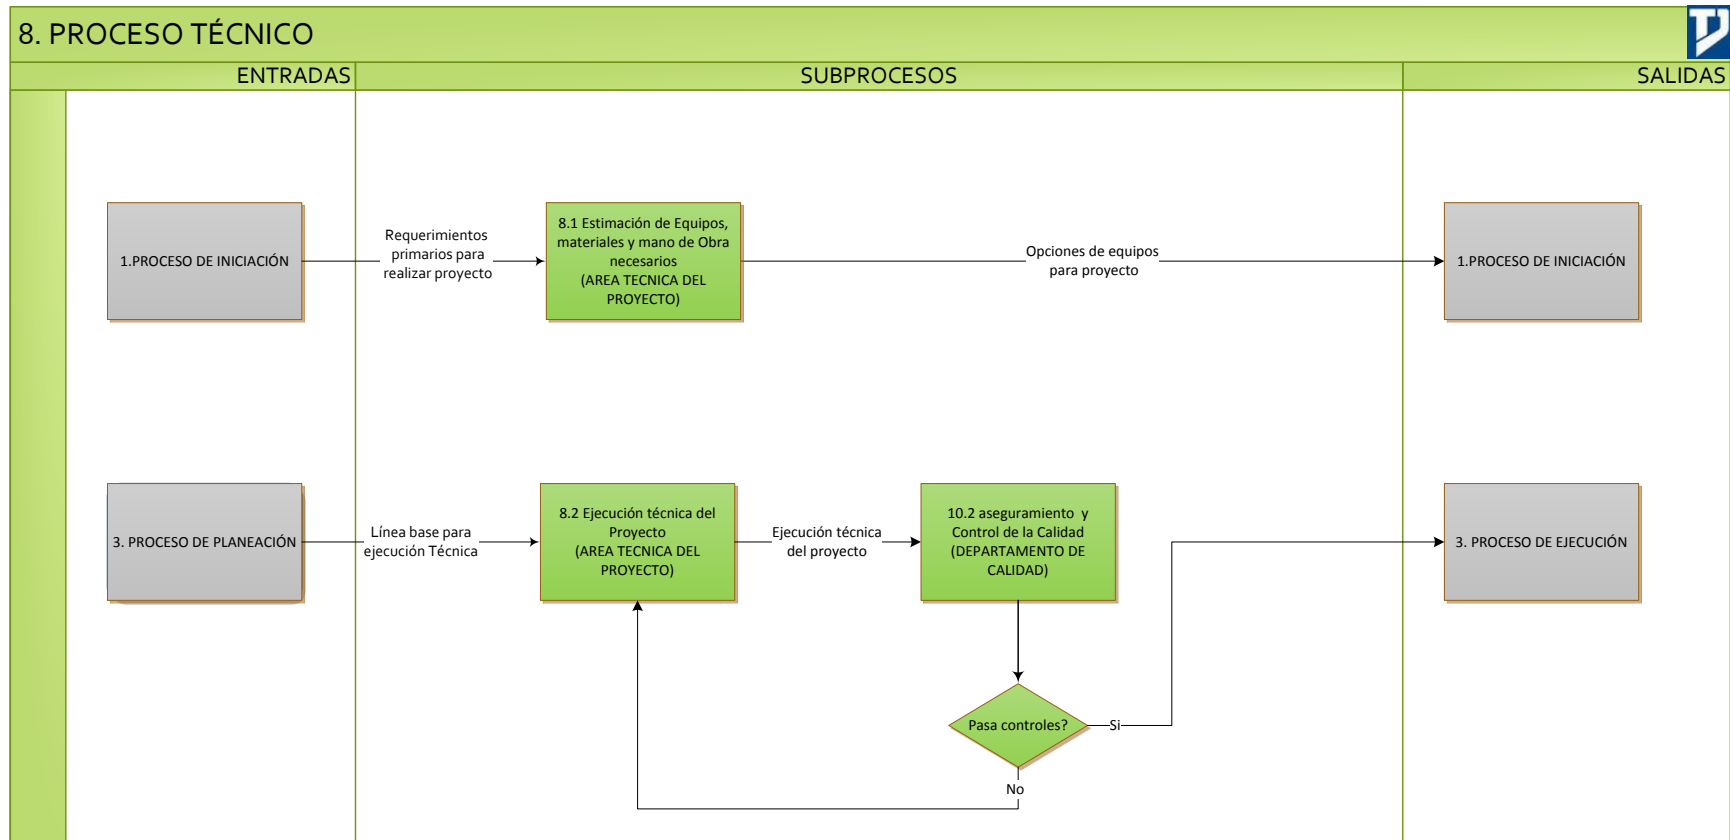 8. PROCESO TÉCNICO
ENTRADAS
SUBPROCESOS
SALIDAS
1.PROCESO DE INICIACIÓN
Requerimientos
primarios para
realizar proyecto
8.1 Estimación de Equipos,
materiales y mano de Obra
necesarios
(AREA TECNICA DEL
PROYECTO)
Opciones de equipos
para proyecto
1.PROCESO DE INICIACIÓN
3. PROCESO DE PLANEACIÓN
Línea base para
ejecución Técnica
8.2 Ejecución técnica del
Proyecto
(AREA TECNICA DEL
PROYECTO)
Ejecución técnica
del proyecto
10.2 aseguramiento y
Control de la Calidad
(DEPARTAMENTO DE
CALIDAD)
3. PROCESO DE EJECUCIÓN
Pasa controles?
Si
No